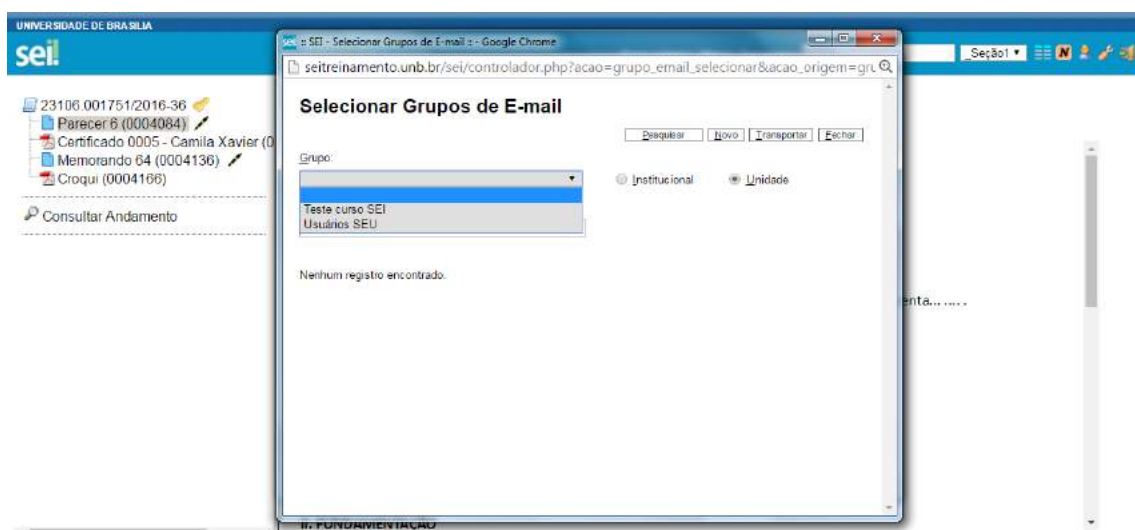 UNIVERSIDADE DE BRASILIA
sei!
_Seção1
:: SEI - Selecionar Grupos de E-mail :: - Google Chrome
seitreinamento.unb.br/sei/controlador.php?acao=grupo_email_selecionar&acao_origem=gru
23106.001751/2016-36
Parecer 6 (0004084)
Certificado 0005 - Camila Xavier (0
Memorando 64 (0004136)
Croqui (0004166)
Consultar Andamento
Selecionar Grupos de E-mail
Pesquisar Novo Transportar Fechar
Grupo:
Institucional Unidade
Teste curso SEI
Usuários SEU
Nenhum registro encontrado.
enta... .... .
II. FUNDAMENTAÇÃO